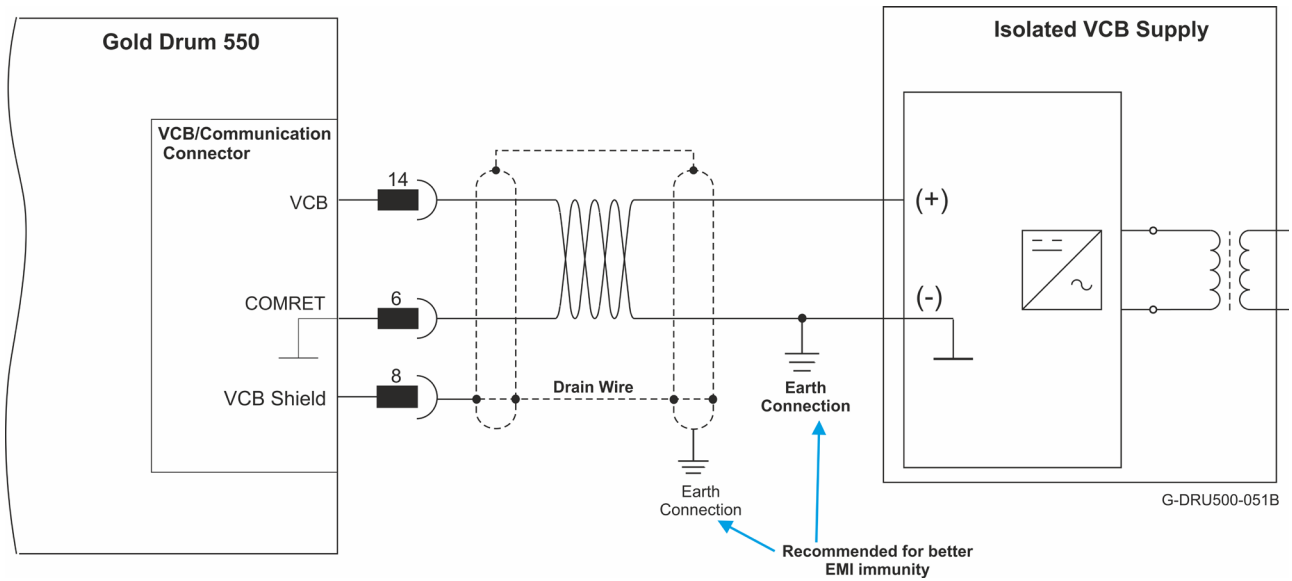 Gold Drum 550
Isolated VCB Supply
VCB/Communication
Connector
VCB
14
(+)
COMRET
6
(-)
VCB Shield
8
Drain Wire
Earth
Connection
Earth
Connection
G-DRU500-051B
Recommended for better
EMI immunity